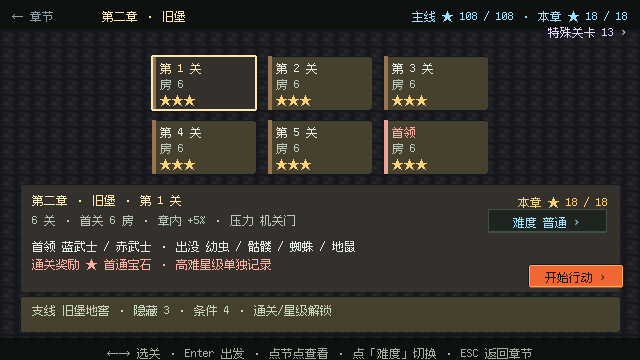 ← 章节 第二章 · 旧堡 主线 ★ 108 / 108 · 本章 ★ 18 / 18
特殊关卡 13 ›
第 1 关 第 2 关 第 3 关
房 6 房 6 房 6
★★★ ★★★ ★★★
第 4 关 第 5 关 首领
房 6 房 6 房 6
★★★ ★★★ ★★★
第二章 · 旧堡 · 第 1 关 本章 ★ 18 / 18
6 关 · 首关 6 房 · 章内 +5% · 压力 机关门 难度 普通 ›
首领 蓝武士 / 赤武士 · 出没 幼虫 / 骷髅 / 蜘蛛 / 地鼠
通关奖励 ★ 首通宝石 · 高难星级单独记录
开始行动 ›
支线 旧堡地窖 · 隐藏 3 · 条件 4 · 通关/星级解锁
←→ 选关 · Enter 出发 · 点节点查看 · 点「难度」切换 · ESC 返回章节